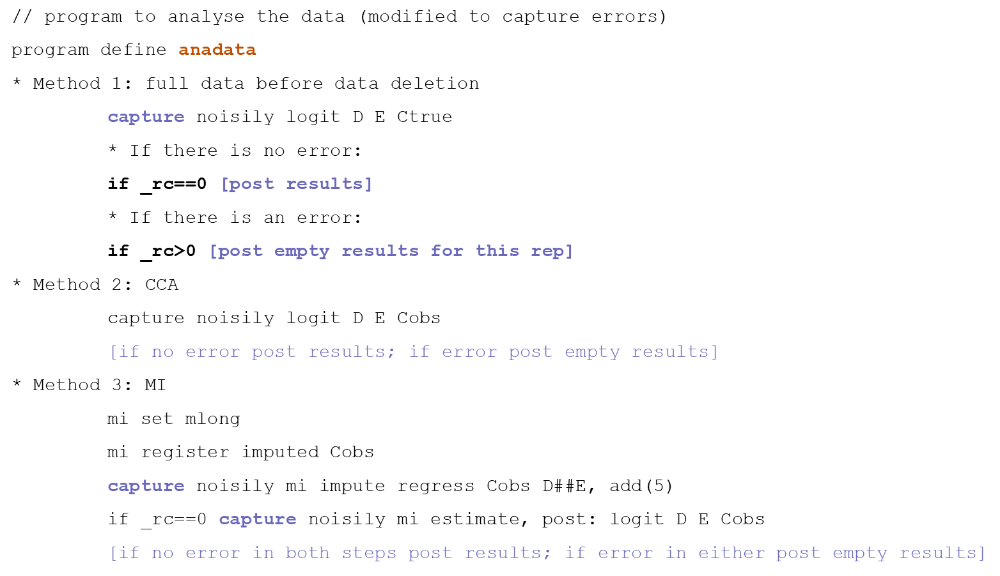 // program to analyse the data (modified to capture errors)
program define anadata
* Method 1: full data before data deletion
capture noisily logit D E Ctrue
* If there is no error:
if _rc==0 [post results]
* If there is an error:
if _rc>0 [post empty results for this rep]
* Method 2: CCA
capture noisily logit D E Cobs
[if no error post results; if error post empty results]
* Method 3: MI
mi set mlong
mi register imputed Cobs
capture noisily mi impute regress Cobs D##E, add(5)
if _rc==0 capture noisily mi estimate, post: logit D E Cobs
[if no error in both steps post results; if error in either post empty results]